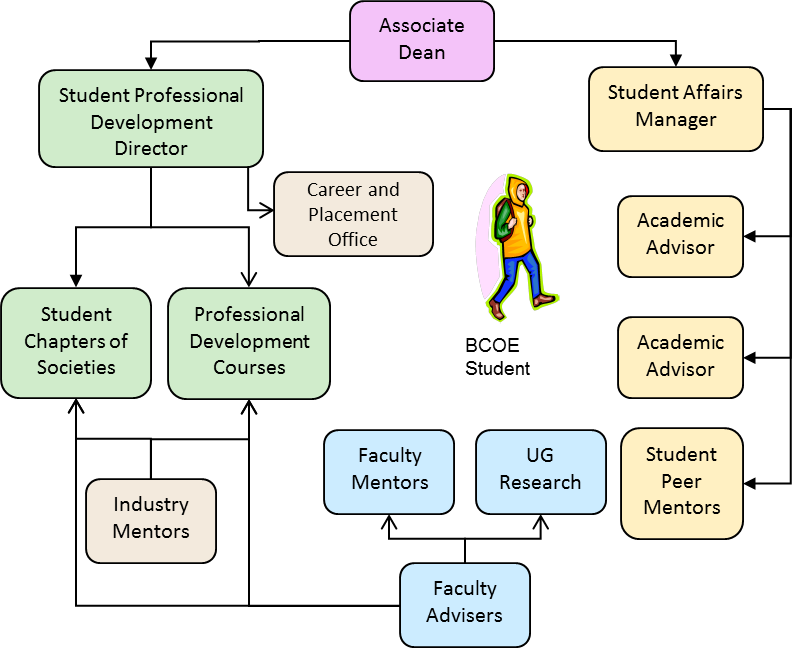 Associate
Dean
Student Professional
Development
Director
Student Affairs
Manager
Career and
Placement
Office
Academic
Advisor
Student
Chapters of
Societies
Professional
Development
Courses
BCOE
Student
Academic
Advisor
Faculty
Mentors
UG
Research
Student
Peer
Mentors
Industry
Mentors
Faculty
Advisers